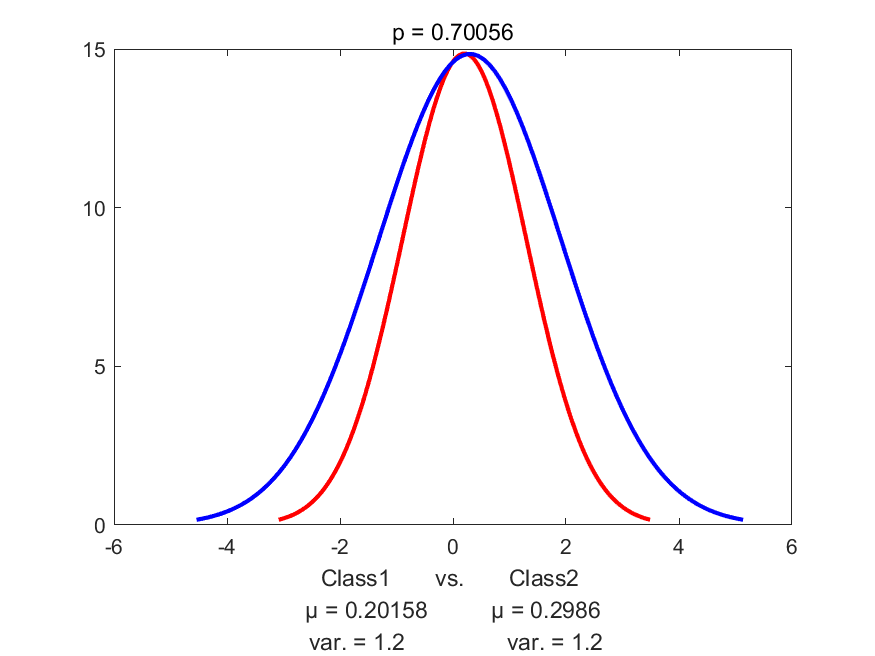 p = 0.70056
15
10
5
0
-6 -4 -2 0 2 4 6
Class1 vs. Class2
μ = 0.20158 μ = 0.2986
var. = 1.2 var. = 1.2